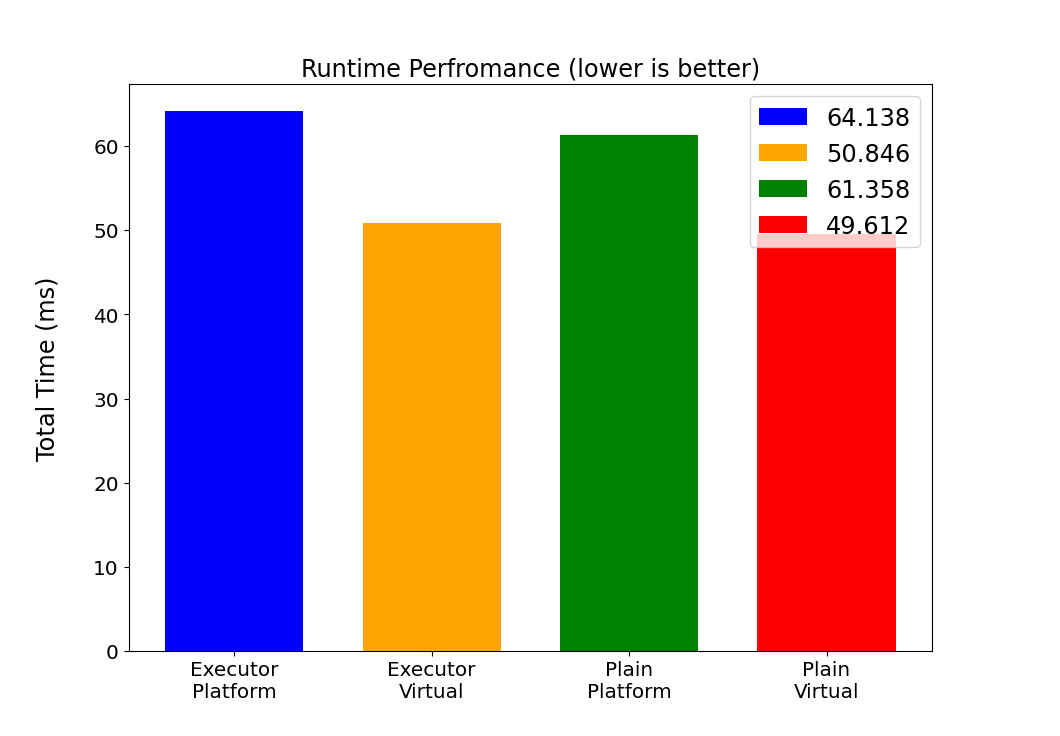 Runtime Perfromance (lower is better)
64.138
50.846
61.358
49.612
Total Time (ms)
60
50
40
30
20
10
0
Executor
Platform
Executor
Virtual
Plain
Platform
Plain
Virtual